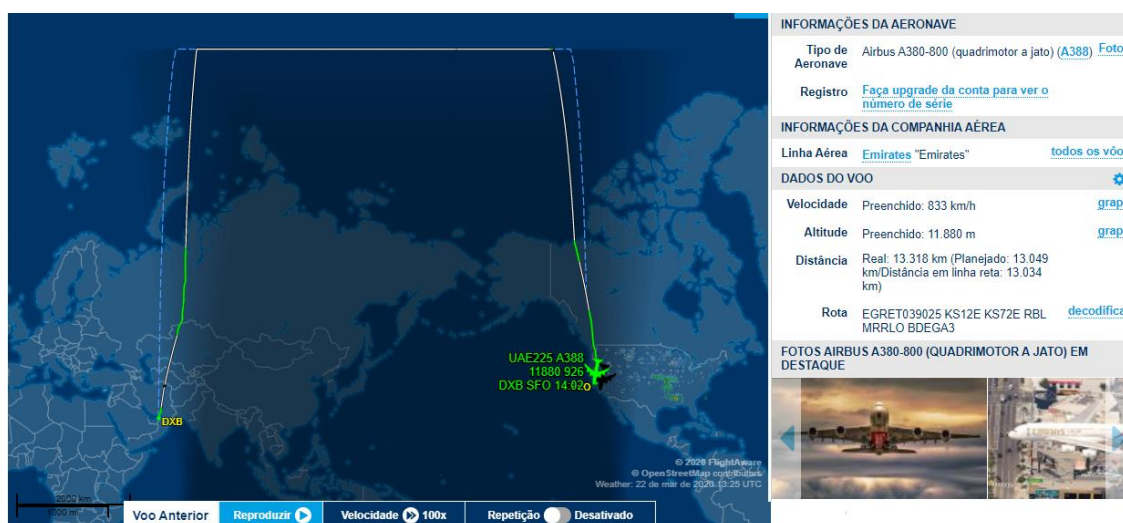 UAE225 A388
11880 926
DXB SFO 14:02
DXB
© 2020 FlightAware
© OpenStreetMap contributors
Weather: 22 de mar de 2020 13:25 UTC
2000 km
1000 mi
Voo Anterior
Reproduzir
Velocidade
100x
Repetição
Desativado
INFORMAÇÕES DA AERONAVE
Tipo de Aeronave
Airbus A380-800 (quadrimotor a jato) (A388)
Foto
Registro
Faça upgrade da conta para ver o
número de série
INFORMAÇÕES DA COMPANHIA AÉREA
Linha Aérea
Emirates "Emirates"
todos os vôo
DADOS DO VOO
Velocidade
Preenchido: 833 km/h
grap
Altitude
Preenchido: 11.880 m
grap
Distância
Real: 13.318 km (Planejado: 13.049
km/Distância em linha reta: 13.034
km)
Rota
EGRET039025 KS12E KS72E RBL
MRRLO BDEGA3
decodifica
FOTOS AIRBUS A380-800 (QUADRIMOTOR A JATO) EM
DESTAQUE